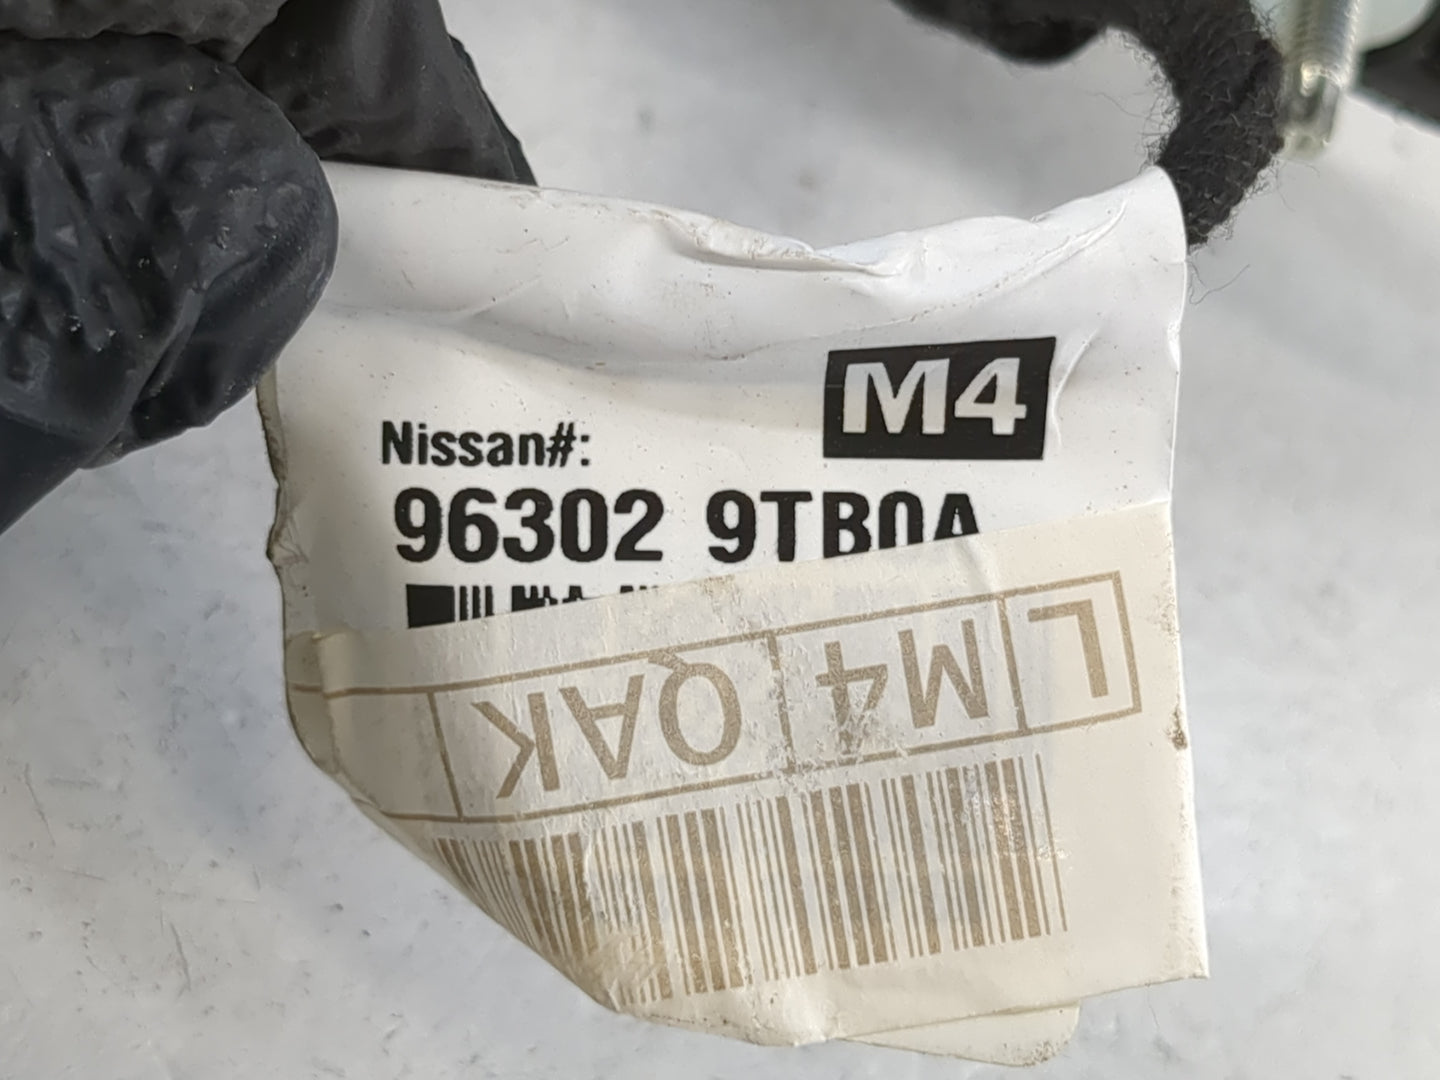 M4
Nissan#:
96302 9TB0A
L M4 QAK